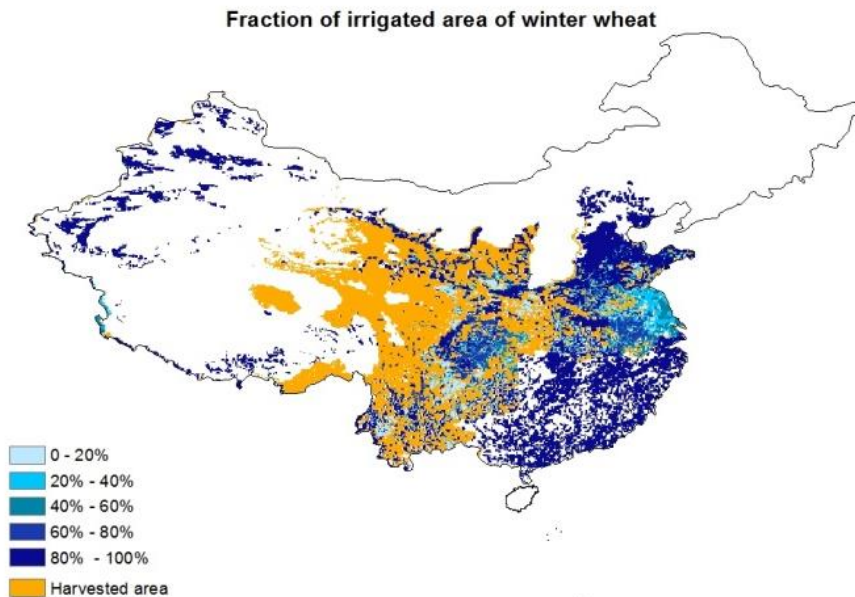 Fraction of irrigated area of winter wheat
0 - 20%
20% - 40%
40% - 60%
60% - 80%
80% - 100%
Harvested area